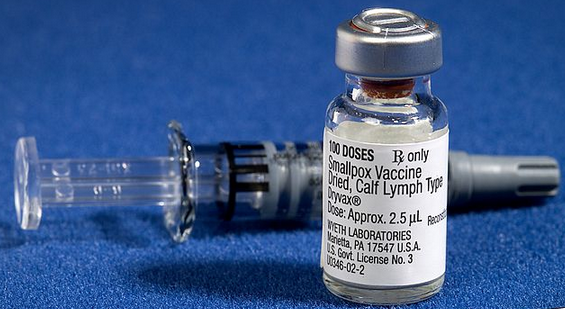 100 DOSES ℞ only
Smallpox Vaccine
Dried, Calf Lymph Type
Dryvax®
Dose: Approx. 2.5 µL
WYETH LABORATORIES
Marietta, PA 17547 U.S.A.
U.S. Govt. License No. 3
U0346-02-2